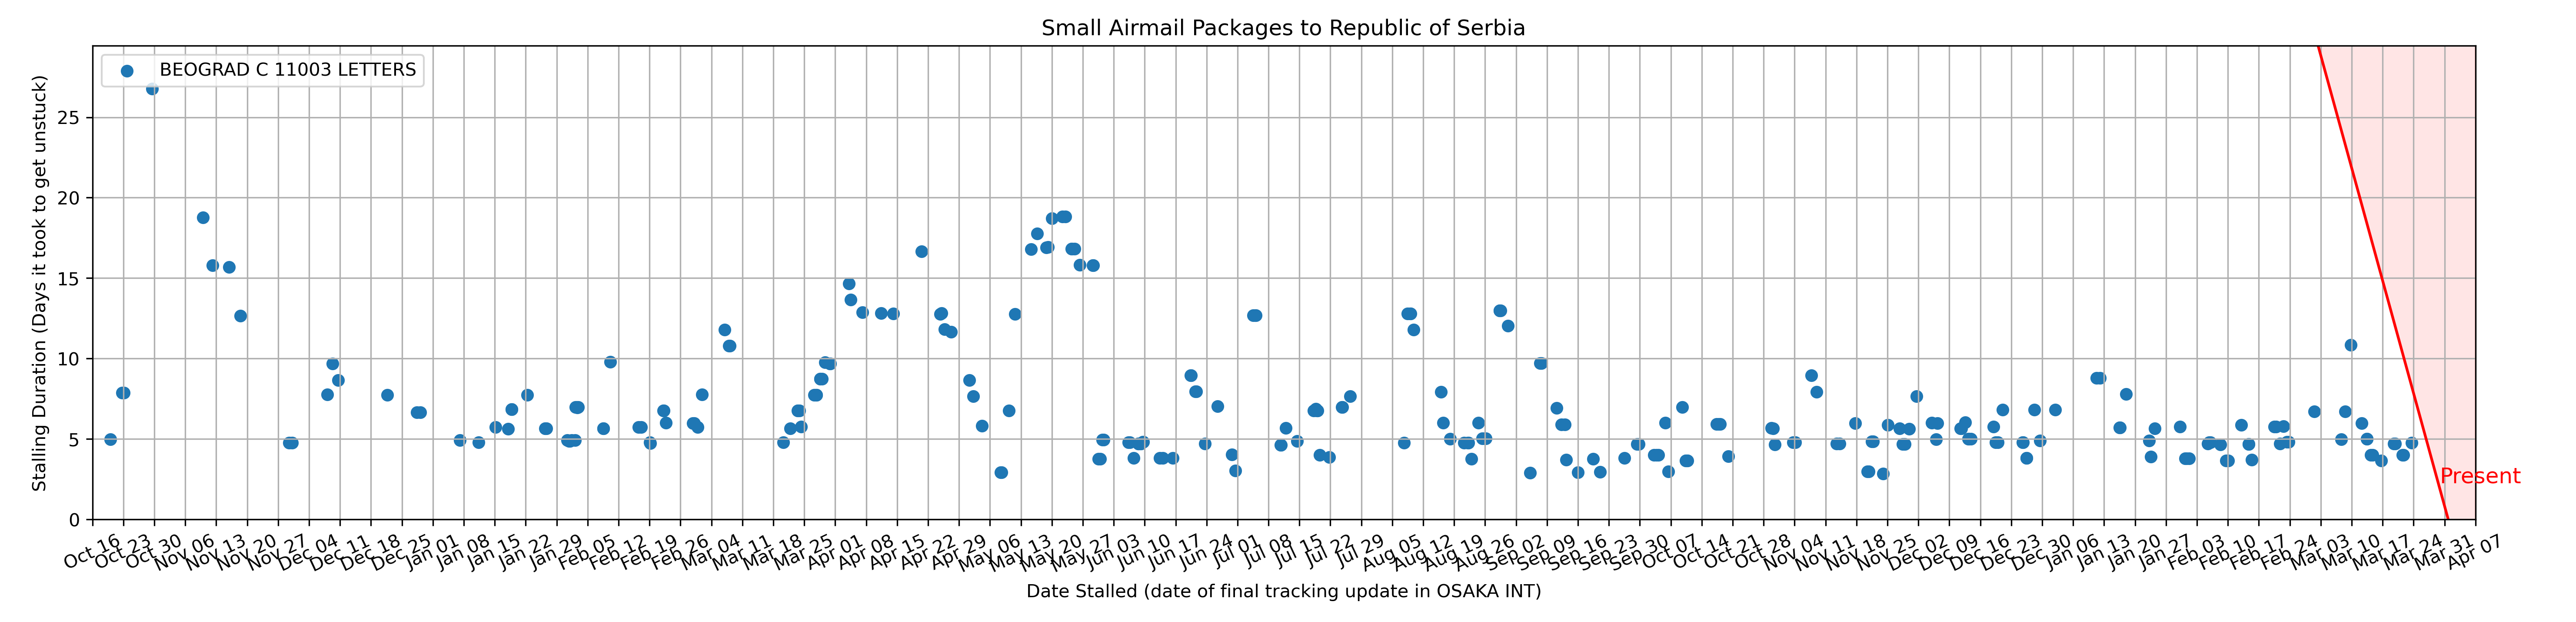 Small Airmail Packages to Republic of Serbia
BEOGRAD C 11003 LETTERS
Stalling Duration (Days it took to get unstuck)
25
20
15
10
5
0
Present
Oct 16 Oct 23 Oct 30 Nov 06 Nov 13 Nov 20 Nov 27 Dec 04 Dec 11 Dec 18 Dec 25 Jan 01 Jan 08 Jan 15 Jan 22 Jan 29 Feb 05 Feb 12 Feb 19 Feb 26 Mar 04 Mar 11 Mar 18 Mar 25 Apr 01 Apr 08 Apr 15 Apr 22 Apr 29 May 06 May 13 May 20 May 27 Jun 03 Jun 10 Jun 17 Jun 24 Jul 01 Jul 08 Jul 15 Jul 22 Jul 29 Aug 05 Aug 12 Aug 19 Aug 26 Sep 02 Sep 09 Sep 16 Sep 23 Sep 30 Oct 07 Oct 14 Oct 21 Oct 28 Nov 04 Nov 11 Nov 18 Nov 25 Dec 02 Dec 09 Dec 16 Dec 23 Dec 30 Jan 06 Jan 13 Jan 20 Jan 27 Feb 03 Feb 10 Feb 17 Feb 24 Mar 03 Mar 10 Mar 17 Mar 24 Mar 31 Apr 07
Date Stalled (date of final tracking update in OSAKA INT)